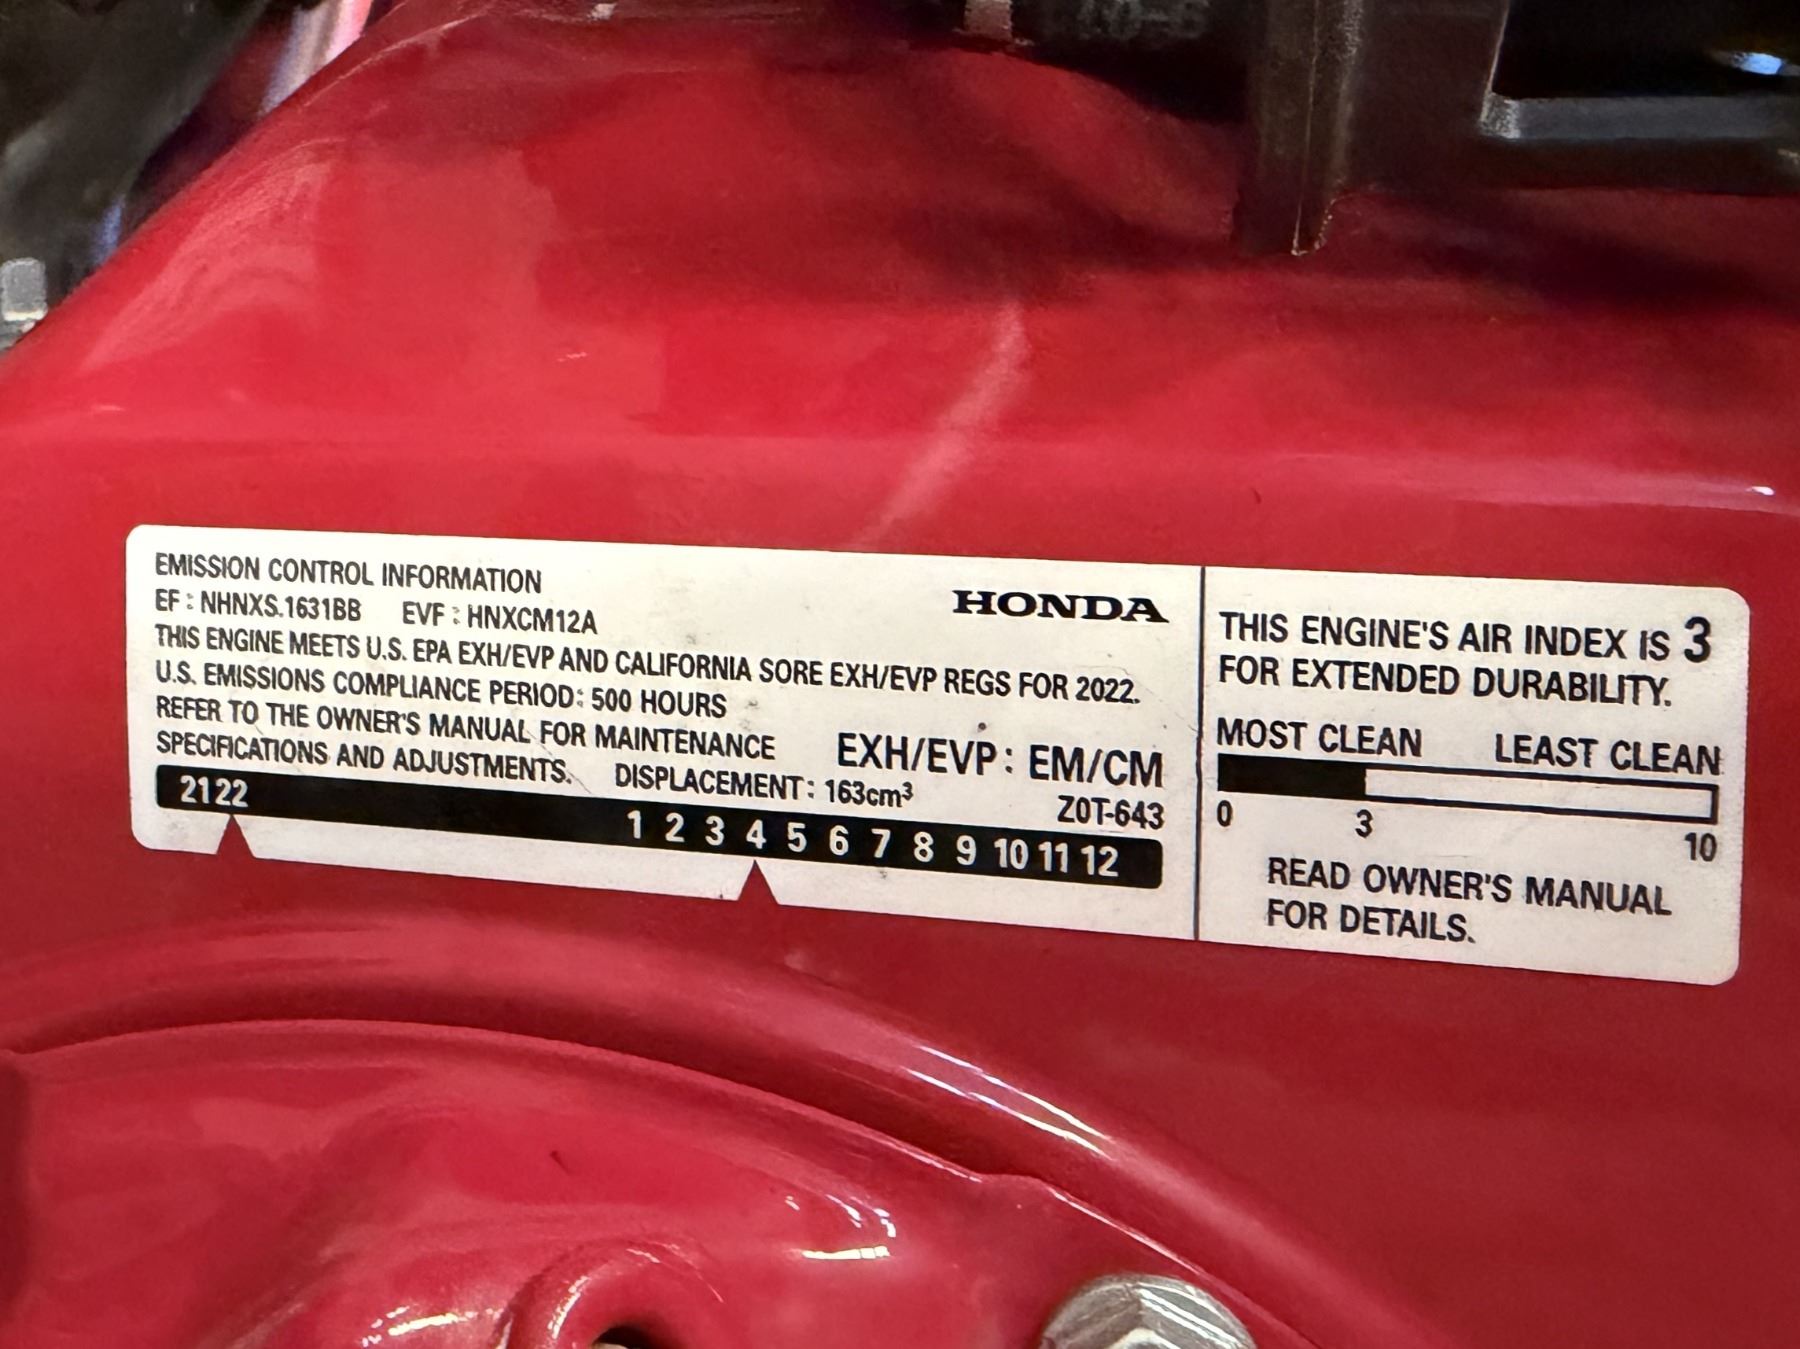 EMISSION CONTROL INFORMATION
EF : NHNXS.1631BB EVF : HNXCM12A
HONDA
THIS ENGINE MEETS U.S. EPA EXH/EVP AND CALIFORNIA SORE EXH/EVP REGS FOR 2022.
U.S. EMISSIONS COMPLIANCE PERIOD: 500 HOURS
REFER TO THE OWNER'S MANUAL FOR MAINTENANCE
SPECIFICATIONS AND ADJUSTMENTS. DISPLACEMENT : 163cm³
EXH/EVP : EM/CM
Z0T-643
2122 1 2 3 4 5 6 7 8 9 10 11 12
THIS ENGINE'S AIR INDEX IS 3
FOR EXTENDED DURABILITY.
MOST CLEAN LEAST CLEAN
0 3 10
READ OWNER'S MANUAL
FOR DETAILS.